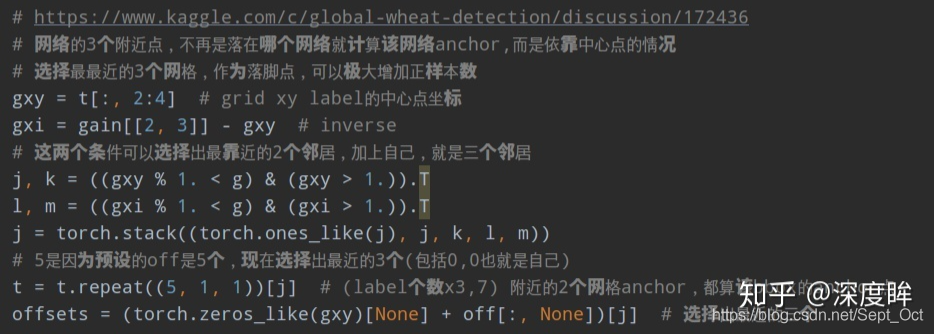 # https://www.kaggle.com/c/global-wheat-detection/discussion/172436
# 网络的3个附近点，不再是落在哪个网络就计算该网络anchor,而是依靠中心点的情况
# 选择最最近的3个网格，作为落脚点，可以极大增加正样本数
gxy = t[:, 2:4]  # grid xy label的中心点坐标
gxi = gain[[2, 3]] - gxy  # inverse
# 这两个条件可以选择出最靠近的2个邻居，加上自己，就是三个邻居
j, k = ((gxy % 1. < g) & (gxy > 1.)).T
l, m = ((gxi % 1. < g) & (gxi > 1.)).T
j = torch.stack((torch.ones_like(j), j, k, l, m))
# 5是因为预设的off是5个，现在选择出最近的3个(包括0,0也就是自己)
t = t.repeat((5, 1, 1))[j]  # (label个数x3,7) 附近的2个网格anchor，都算
offsets = (torch.zeros_like(gxy)[None] + off[:, None])[j]  # 选择
知乎 @深度眸
https://blog.csdn.net/Sept_Oct